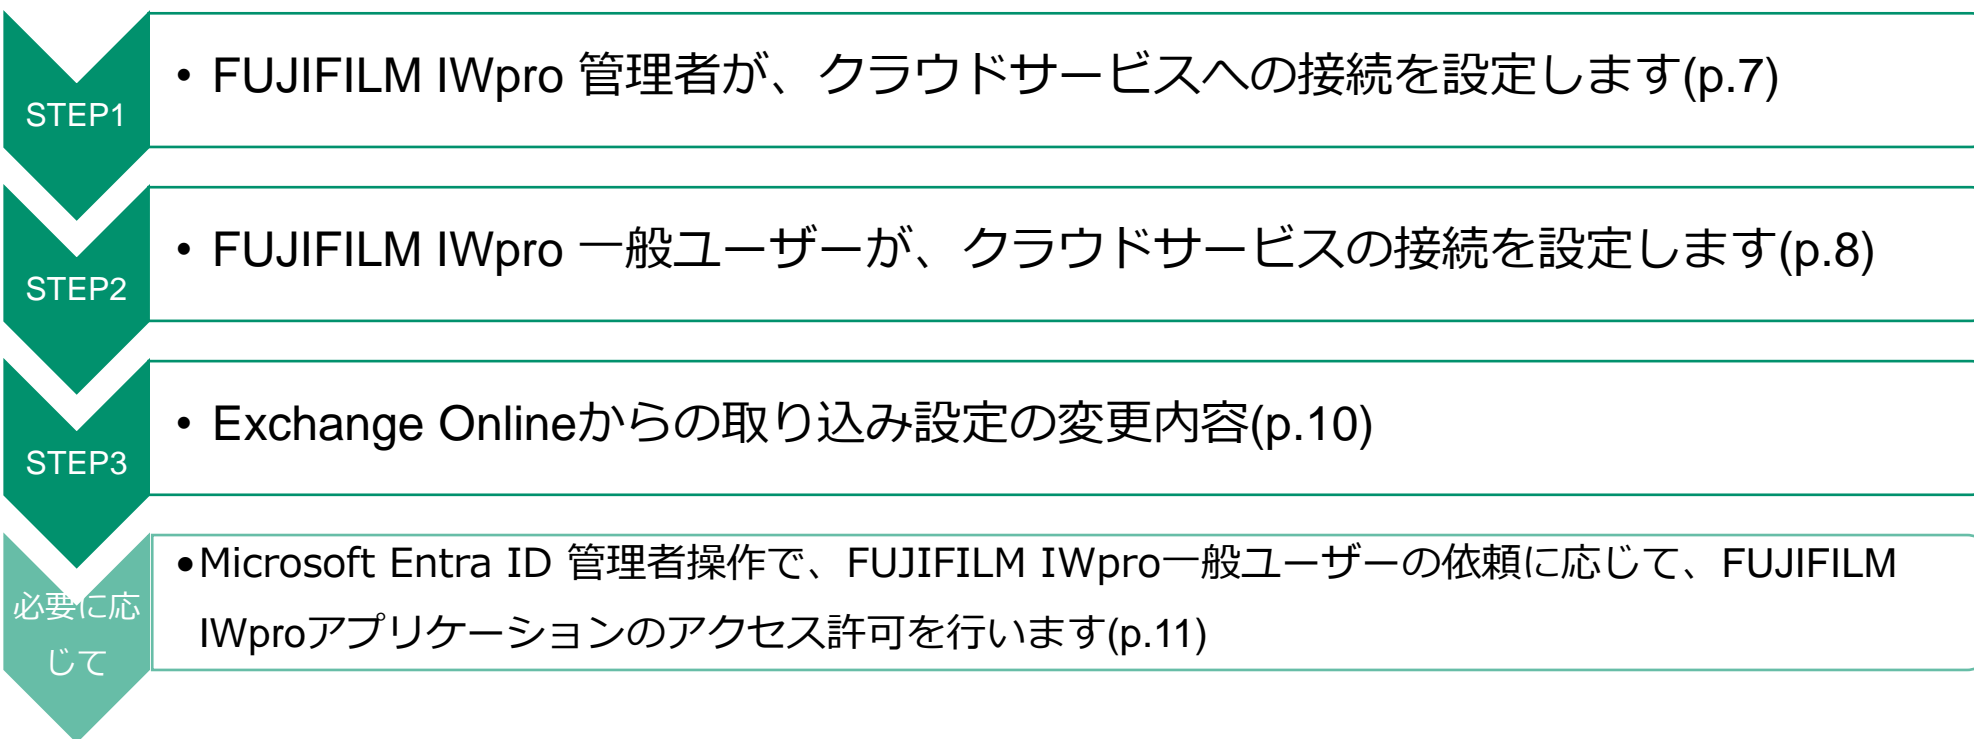 STEP1
• FUJIFILM IWpro 管理者が、クラウドサービスへの接続を設定します(p.7)
STEP2
• FUJIFILM IWpro 一般ユーザーが、クラウドサービスの接続を設定します(p.8)
STEP3
• Exchange Onlineからの取り込み設定の変更内容(p.10)
必要に応
じて
•Microsoft Entra ID 管理者操作で、FUJIFILM IWpro一般ユーザーの依頼に応じて、FUJIFILM
IWproアプリケーションのアクセス許可を行います(p.11)